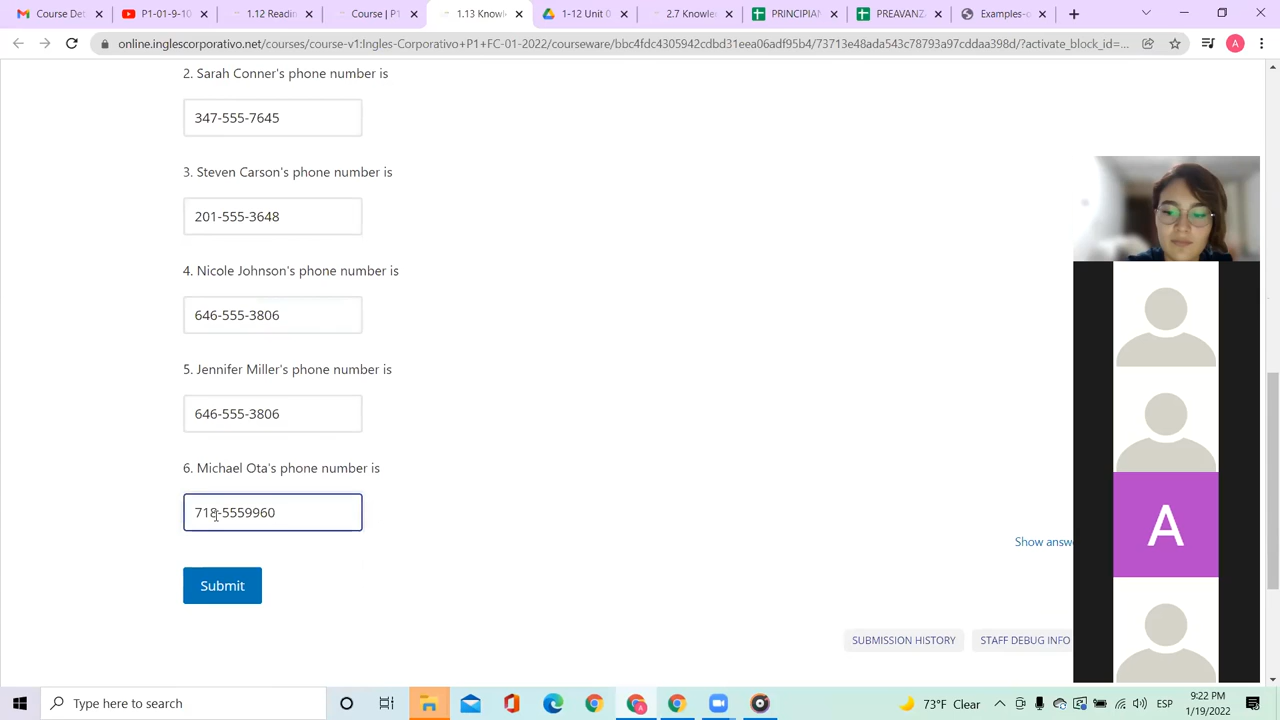 Course Det
P1-01-9-10
1.12 Readin
Course | P1
1.13 Knowle
1-12 Unit 0
2.7 Knowle
PRINCIPIAN
PREAVANZ
Examples-o
online.inglescorporativo.net/courses/course-v1:Ingles-Corporativo+P1+FC-01-2022/courseware/bbc4fdc4305942cdbd31eea06adf95b4/73713e48ada543c78793a97cddaa398d/?activate_block_id=...
A
2. Sarah Conner's phone number is
347-555-7645
3. Steven Carson's phone number is
201-555-3648
4. Nicole Johnson's phone number is
646-555-3806
5. Jennifer Miller's phone number is
646-555-3806
6. Michael Ota's phone number is
718-5559960
A
Show answe
Submit
SUBMISSION HISTORY
STAFF DEBUG INFO
Type here to search
73°F Clear
ESP
9:22 PM
1/19/2022